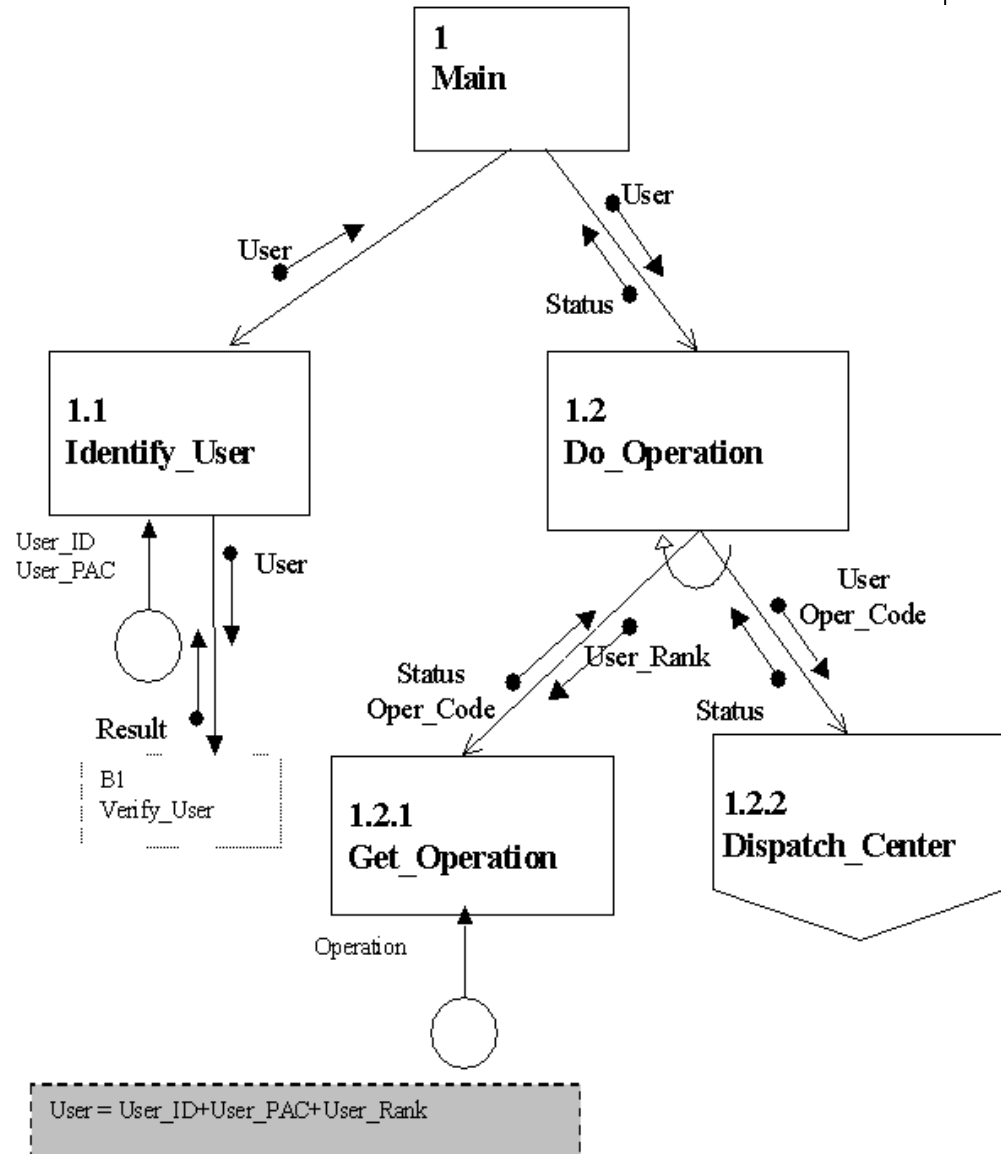 1
Main
User
User
Status
1.1
Identify_User
1.2
Do_Operation
User_ID
User_PAC
User
User
Oper_Code
Status
Oper_Code
User_Rank
Result
Status
B1
Verify_User
1.2.1
Get_Operation
1.2.2
Dispatch_Center
Operation
User = User_ID+User_PAC+User_Rank